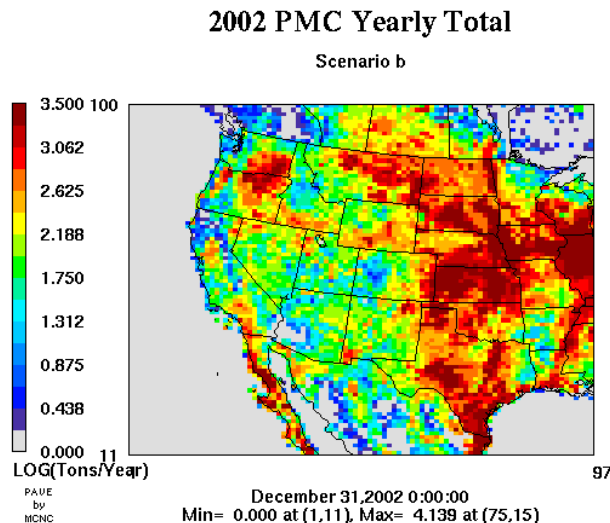 2002 PMC Yearly Total
Scenario b
3.500
3.062
2.625
2.188
1.750
1.312
0.875
0.438
0.000
LOG(Tons/Year)
100
11
1
97
PAVE
by
MCNC
December 31,2002 0:00:00
Min= 0.000 at (1,11), Max= 4.139 at (75,15)